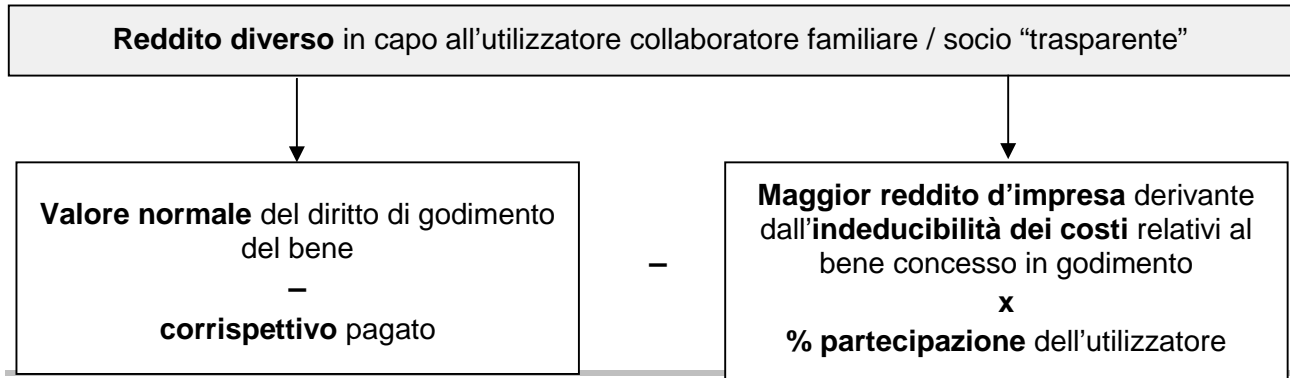 Reddito diverso in capo all’utilizzatore collaboratore familiare / socio “trasparente”
Valore normale del diritto di godimento
del bene
–
corrispettivo pagato
–
Maggior reddito d’impresa derivante
dall’indeducibilità dei costi relativi al
bene concesso in godimento
x
% partecipazione dell’utilizzatore